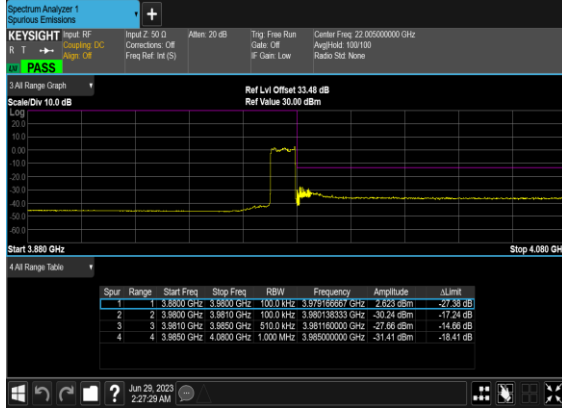 Spectrum Analyzer 1
Spurious Emissions
+
KEYSIGHT Input: RF Input Z: 50 Ω Atten: 20 dB Trig: Free Run Center Freq: 22.005000000 GHz
R T Coupling: DC Corrections: Off Gate: Off Avg|Hold: 100/100
Align: Off Freq Ref: Int (S) IF Gain: Low Radio Std: None
PASS
3 All Range Graph
Ref Lvl Offset 33.48 dB
Scale/Div 10.0 dB Ref Value 30.00 dBm
Log
20.0
10.0
0.00
-10.0
-20.0
-30.0
-40.0
-50.0
-60.0
Start 3.880 GHz Stop 4.080 GH
4 All Range Table
Spur Range Start Freq Stop Freq RBW Frequency Amplitude ΔLimit
1 1 3.8800 GHz 3.9800 GHz 100.0 kHz 3.979166667 GHz 2.623 dBm -27.38 dB
2 2 3.9800 GHz 3.9810 GHz 100.0 kHz 3.980138333 GHz -30.24 dBm -17.24 dB
3 3 3.9810 GHz 3.9850 GHz 510.0 kHz 3.981160000 GHz -27.66 dBm -14.66 dB
4 4 3.9850 GHz 4.0800 GHz 1.000 MHz 3.985000000 GHz -31.41 dBm -18.41 dB
? Jun 29, 2023
2:27:29 AM